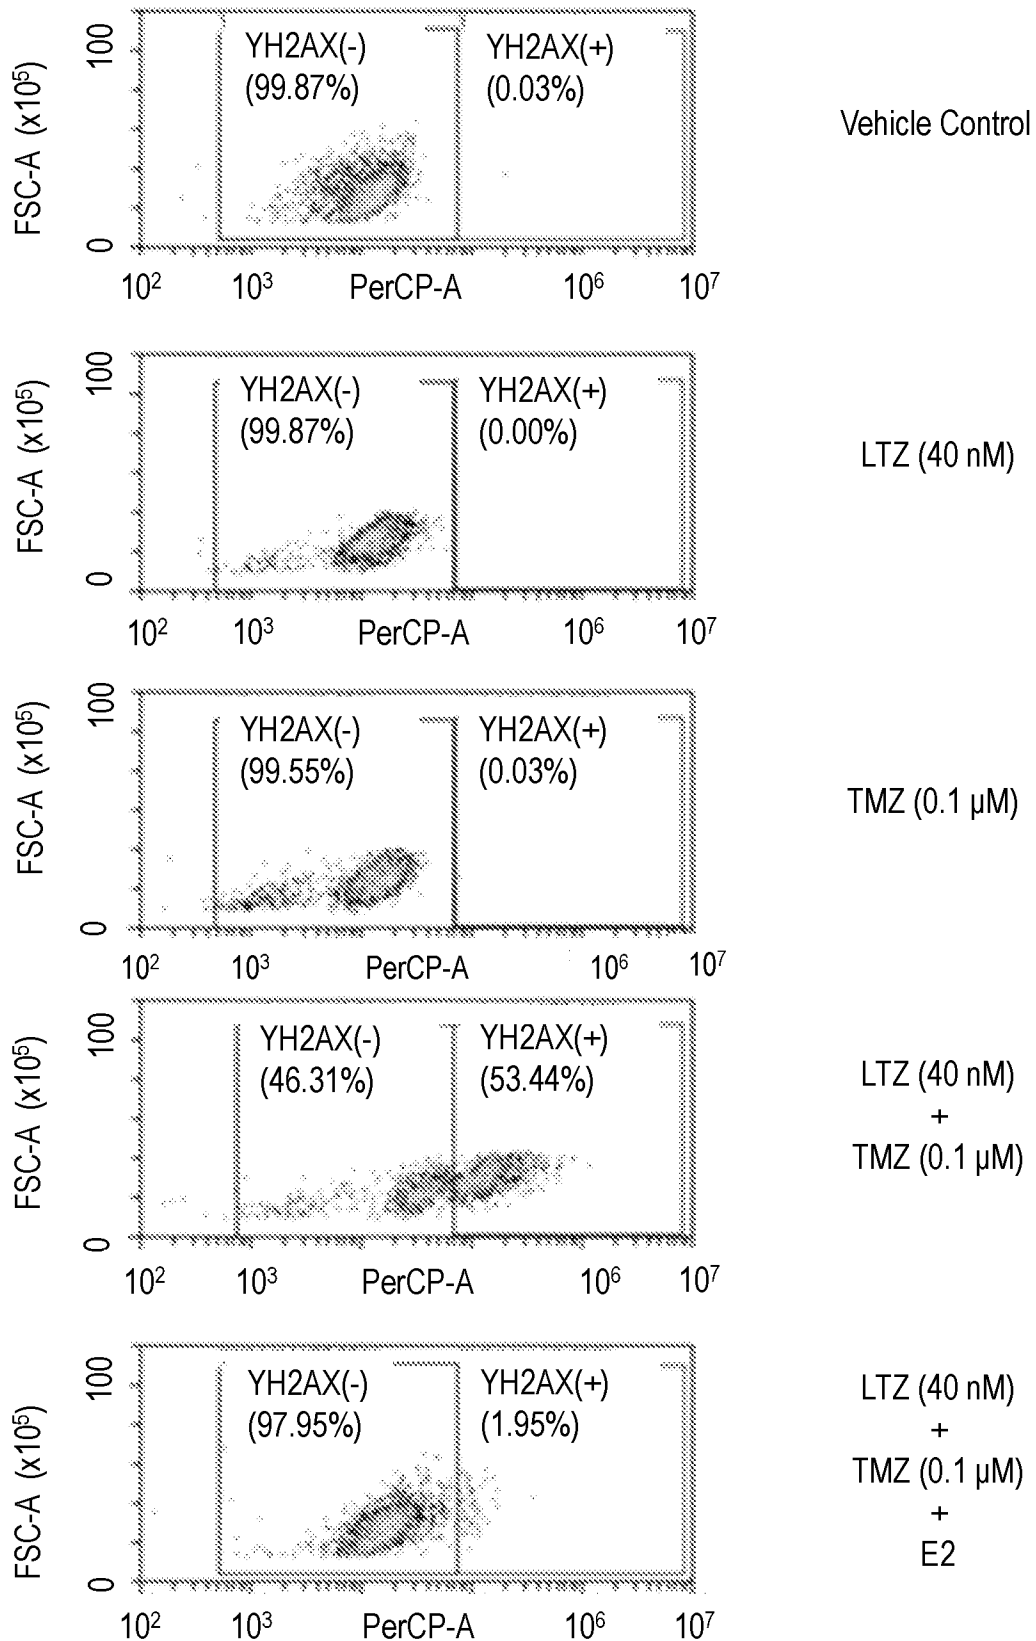 100
FSC-A (x10⁵)
0
YH2AX(-)
(99.87%)
YH2AX(+)
(0.03%)
Vehicle Control
10² 10³ PerCP-A 10⁶ 10⁷
100
FSC-A (x10⁵)
0
YH2AX(-)
(99.87%)
YH2AX(+)
(0.00%)
LTZ (40 nM)
10² 10³ PerCP-A 10⁶ 10⁷
100
FSC-A (x10⁵)
0
YH2AX(-)
(99.55%)
YH2AX(+)
(0.03%)
TMZ (0.1 µM)
10² 10³ PerCP-A 10⁶ 10⁷
100
FSC-A (x10⁵)
0
YH2AX(-)
(46.31%)
YH2AX(+)
(53.44%)
LTZ (40 nM)
+
TMZ (0.1 µM)
10² 10³ PerCP-A 10⁶ 10⁷
100
FSC-A (x10⁵)
0
YH2AX(-)
(97.95%)
YH2AX(+)
(1.95%)
LTZ (40 nM)
+
TMZ (0.1 µM)
+
E2
10² 10³ PerCP-A 10⁶ 10⁷